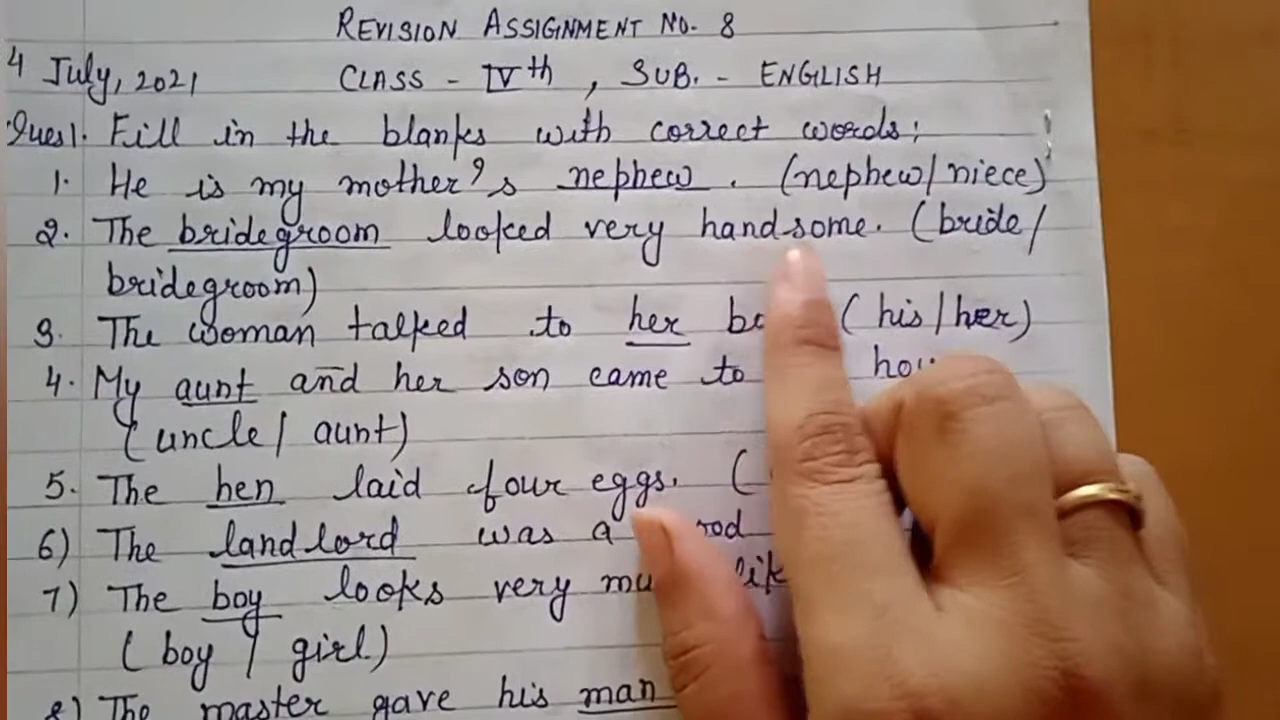 REVISION ASSIGNMENT NO. 8
4 July, 2021 CLASS - IVth , SUB. - ENGLISH
Ques1. Fill in the blanks with correct words:
1. He is my mother's nephew. (nephew/niece)
2. The bridegroom looked very handsome. (bride/
bridegroom)
3. The woman talked to her (his/her)
4. My aunt and her son came to
(uncle/ aunt)
5. The hen laid four eggs. (
6) The landlord was a
7) The boy looks very
(boy / girl)
8) The master gave his man